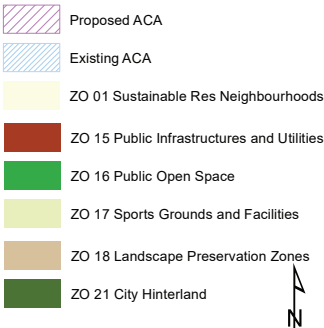 Proposed ACA
Existing ACA
ZO 01 Sustainable Res Neighbourhoods
ZO 15 Public Infrastructures and Utilities
ZO 16 Public Open Space
ZO 17 Sports Grounds and Facilities
ZO 18 Landscape Preservation Zones
ZO 21 City Hinterland
N